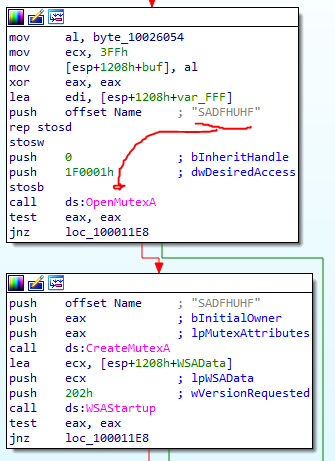 mov     al, byte_10026054
mov     ecx, 3FFh
mov     [esp+1208h+buf], al
xor     eax, eax
lea     edi, [esp+1208h+var_FFF]
push    offset Name     ; "SADFHUHF"
rep stosd
stosw
push    0               ; bInheritHandle
push    1F0001h         ; dwDesiredAccess
stosb
call    ds:OpenMutexA
test    eax, eax
jnz     loc_100011E8
push    offset Name     ; "SADFHUHF"
push    eax             ; bInitialOwner
push    eax             ; lpMutexAttributes
call    ds:CreateMutexA
lea     ecx, [esp+1208h+WSAData]
push    ecx             ; lpWSAData
push    202h            ; wVersionRequested
call    ds:WSAStartup
test    eax, eax
jnz     loc_100011E8